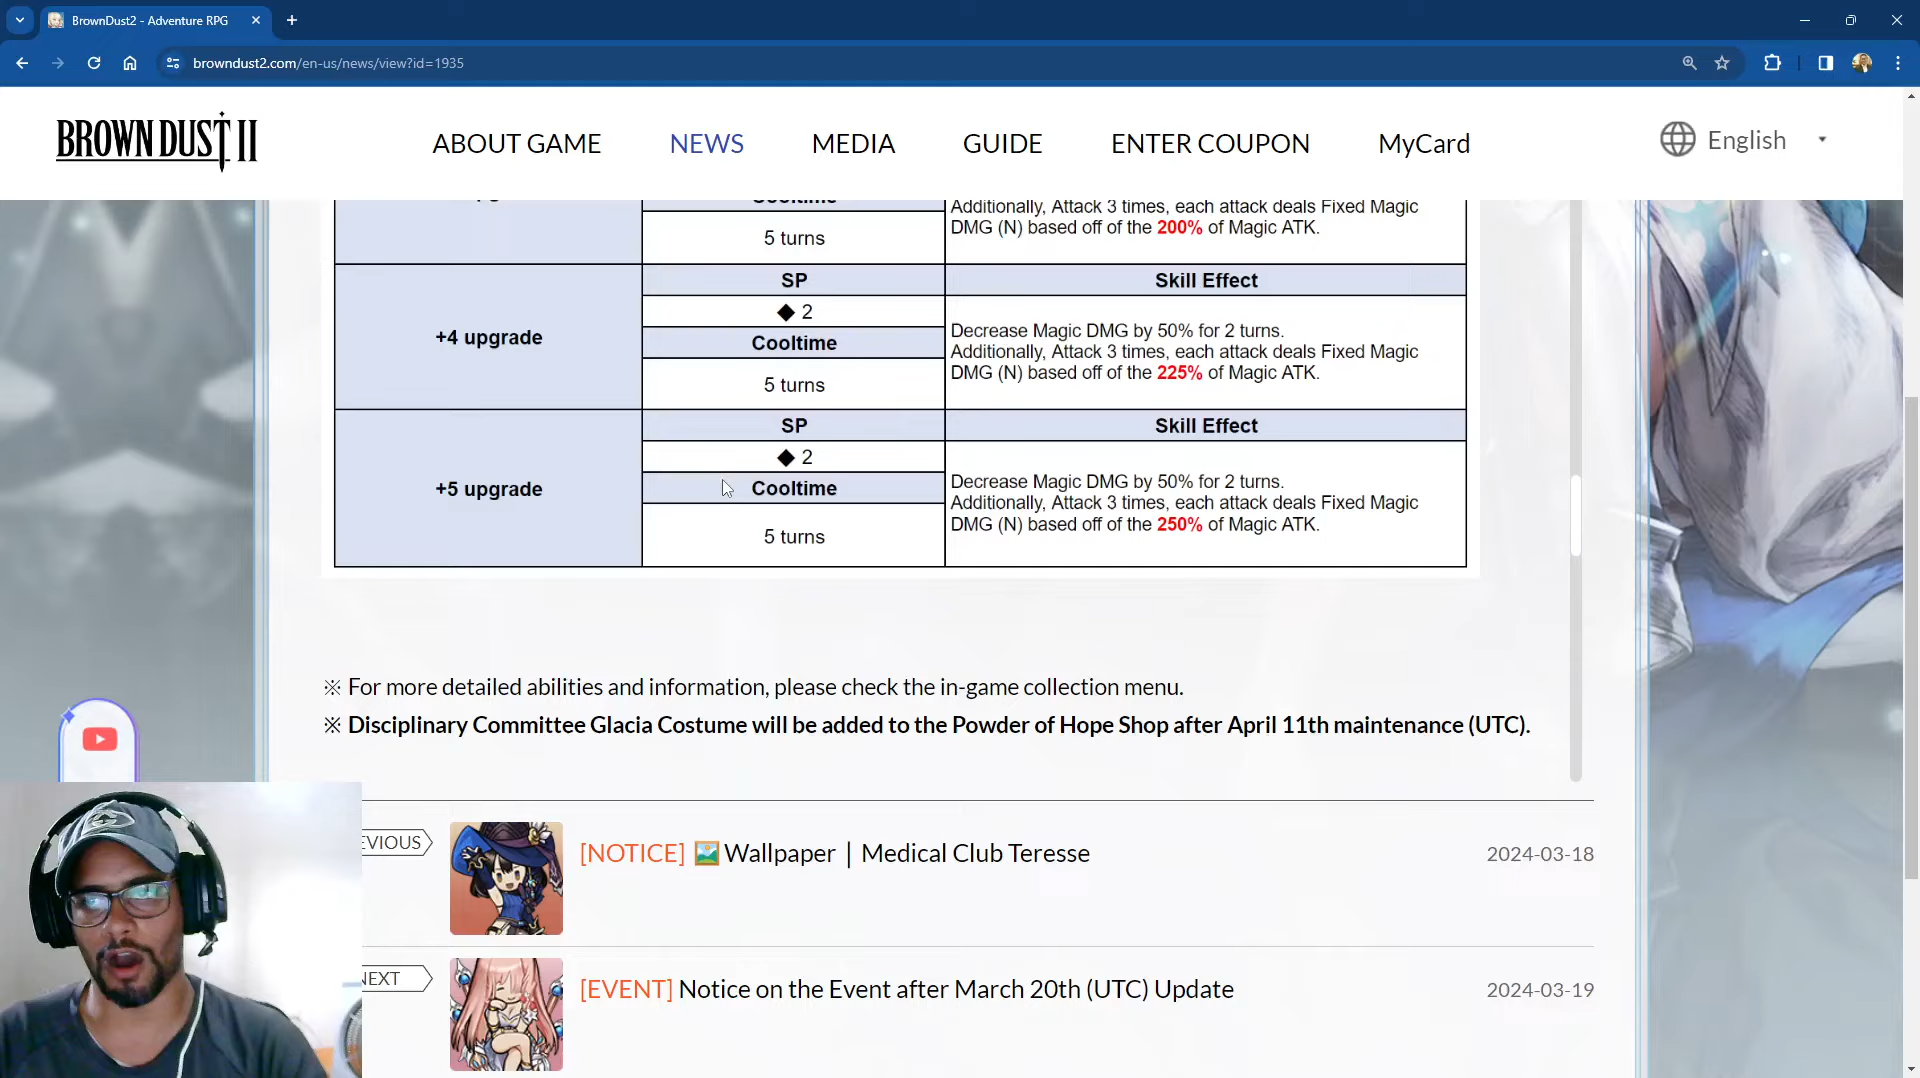 BrownDust2 - Adventure RPG
browndust2.com/en-us/news/view?id=1935
BROWN DUST II
ABOUT GAME
NEWS
MEDIA
GUIDE
ENTER COUPON
MyCard
English
Cooltime
5 turns
Additionally, Attack 3 times, each attack deals Fixed Magic
DMG (N) based off of the 200% of Magic ATK.
+4 upgrade
SP
◆ 2
Cooltime
5 turns
Skill Effect
Decrease Magic DMG by 50% for 2 turns.
Additionally, Attack 3 times, each attack deals Fixed Magic
DMG (N) based off of the 225% of Magic ATK.
+5 upgrade
SP
◆ 2
Cooltime
5 turns
Skill Effect
Decrease Magic DMG by 50% for 2 turns.
Additionally, Attack 3 times, each attack deals Fixed Magic
DMG (N) based off of the 250% of Magic ATK.
※ For more detailed abilities and information, please check the in-game collection menu.
※ Disciplinary Committee Glacia Costume will be added to the Powder of Hope Shop after April 11th maintenance (UTC).
EVIOUS
[NOTICE] 🖼️Wallpaper | Medical Club Teresse
2024-03-18
NEXT
[EVENT] Notice on the Event after March 20th (UTC) Update
2024-03-19